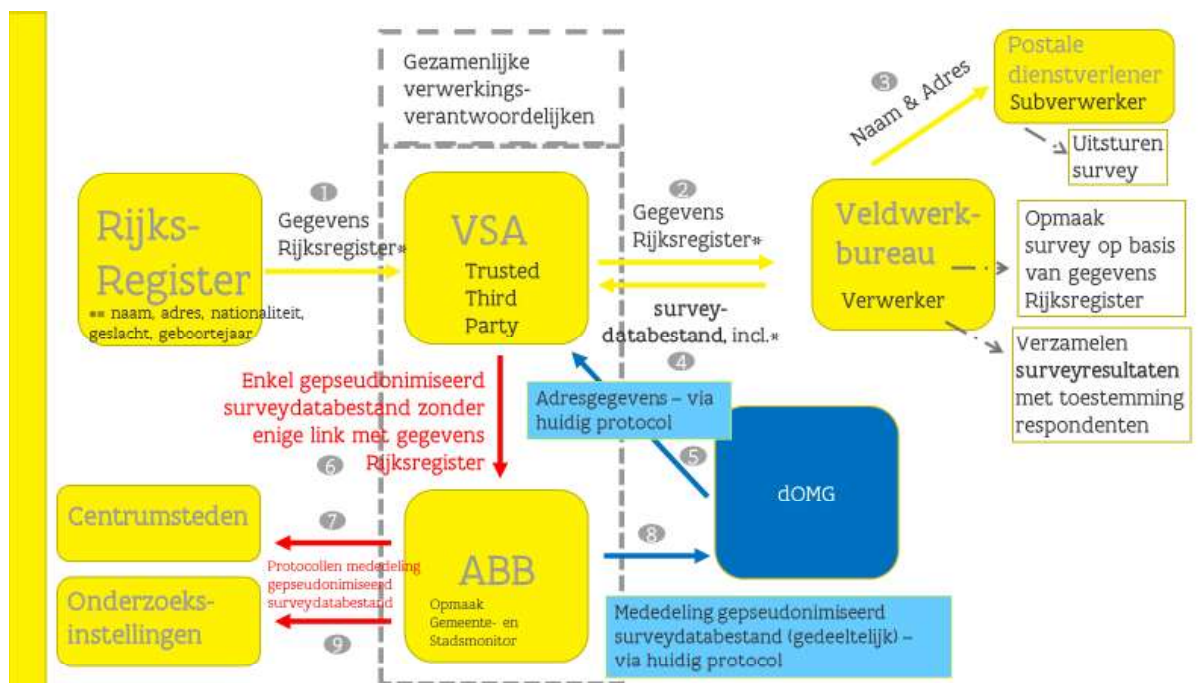 Gezamenlijke
verwerkings-
verantwoordelijken
Postale
dienstverlener
Subverwerker
3
Naam & Adres
Uitsturen
survey
1
Gegevens
Rijksregister*
Rijks-
Register
** naam, adres, nationaliteit,
geslacht, geboortejaar
VSA
Trusted
Third
Party
2
Gegevens
Rijksregister*
survey-
databestand, incl.*
4
Veldwerk-
bureau
Verwerker
Opmaak
survey op basis
van gegevens
Rijksregister
Verzamelen
surveyresultaten
met toestemming
respondenten
Enkel gepseudonimiseerd
surveydatabestand zonder
enige link met gegevens
Rijksregister
6
Adresgegevens – via
huidig protocol
5
dOMG
Centrumsteden
7
Protocollen mededeling
gepseudonimiseerd
surveydatabestand
Onderzoeks-
instellingen
9
ABB
Opmaak
Gemeente- en
Stadsmonitor
8
Mededeling gepseudonimiseerd
surveydatabestand (gedeeltelijk) –
via huidig protocol